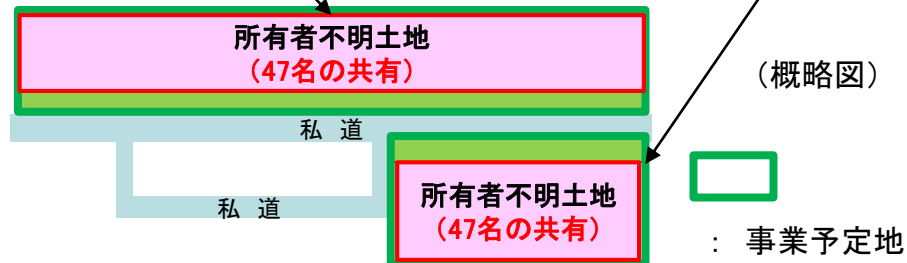 所有者不明土地
（47名の共有）
（概略図）
私 道
私 道
所有者不明土地
（47名の共有）
： 事業予定地